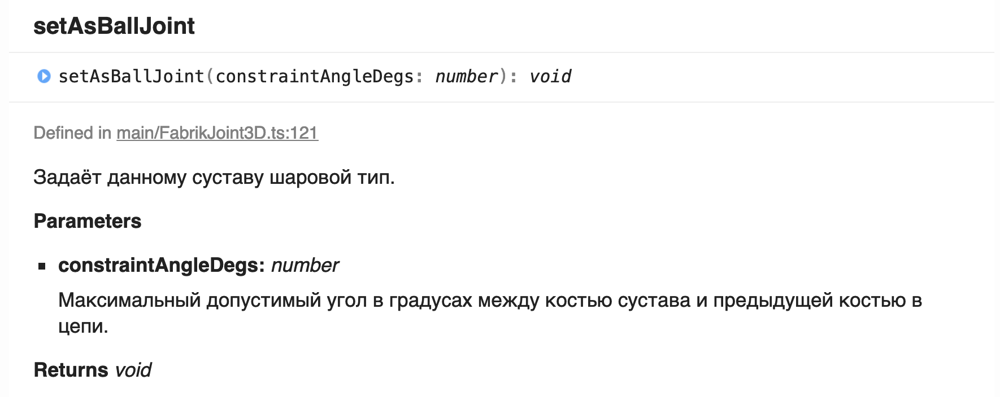 setAsBallJoint
setAsBallJoint(constraintAngleDegs: number): void
Defined in main/FabrikJoint3D.ts:121
Задаёт данному суставу шаровой тип.
Parameters
constraintAngleDegs: number
Максимальный допустимый угол в градусах между костью сустава и предыдущей костью в
цепи.
Returns void